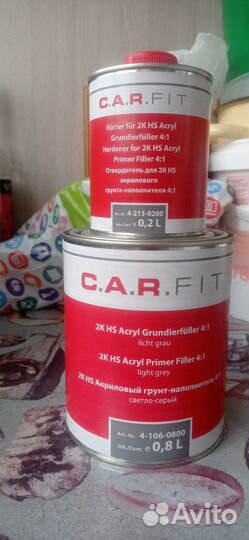 C.A.R.FIT
Härter für 2K HS Acryl
Grundierfüller 4:1
Hardener for 2K HS Acryl
Primer Filler 4:1
Отвердитель для 2K HS
акрилового
грунта-наполнителя 4:1
Art.-Nr. 4-213-0200
Inh./Cont. ℮ 0,2 L
C.A.R.FIT
2K HS Acryl Grundierfüller 4:1
licht grau
2K HS Acryl Primer Filler 4:1
light grey
2K HS Акриловый грунт-наполнитель 4:1
светло-серый
Art.-Nr. 4-106-0800
Inh./Cont. ℮ 0,8 L
Avito